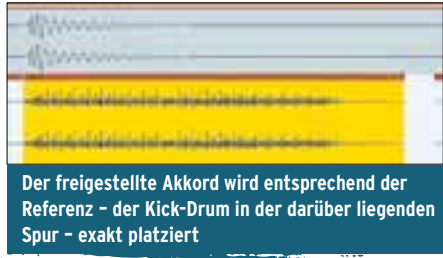 Der freigestellte Akkord wird entsprechend der
Referenz – der Kick-Drum in der darüber liegenden
Spur – exakt platziert